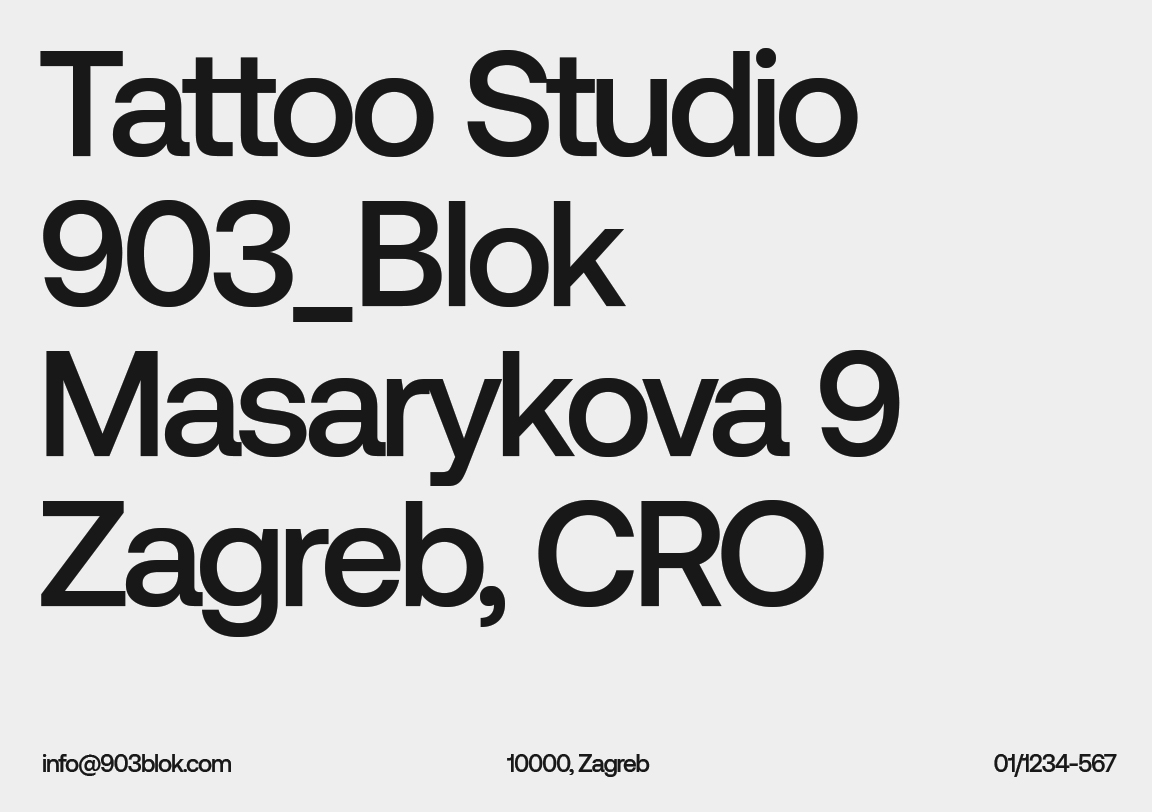 Tattoo Studio
903_Blok
Masarykova 9
Zagreb, CRO
info@903blok.com
10000, Zagreb
01/1234-567